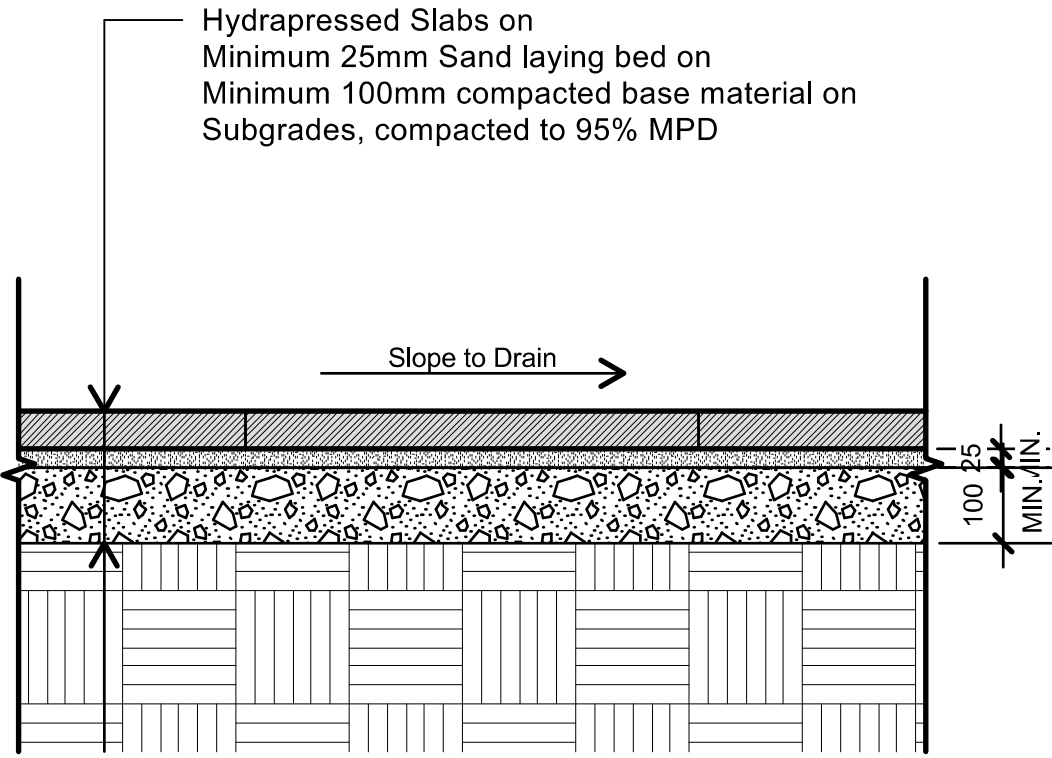 Hydrapressed Slabs on
Minimum 25mm Sand laying bed on
Minimum 100mm compacted base material on
Subgrades, compacted to 95% MPD
Slope to Drain
25
MIN.
100
MIN.